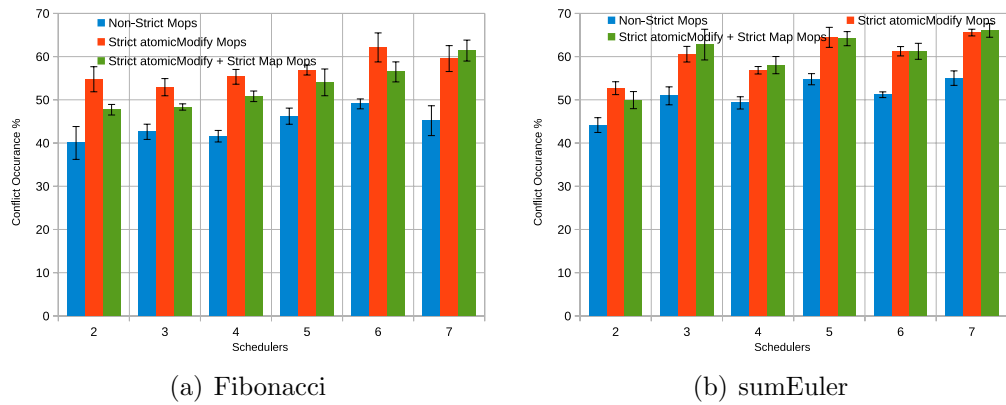 70
60
50
40
30
20
10
0
Conflict Occurance %
Non-Strict Mops
Strict atomicModify Mops
Strict atomicModify + Strict Map Mops
2 3 4 5 6 7
Schedulers
(a) Fibonacci
70
60
50
40
30
20
10
0
Conflict Occurance %
Non-Strict Mops
Strict atomicModify Mops
Strict atomicModify + Strict Map Mops
2 3 4 5 6 7
Schedulers
(b) sumEuler